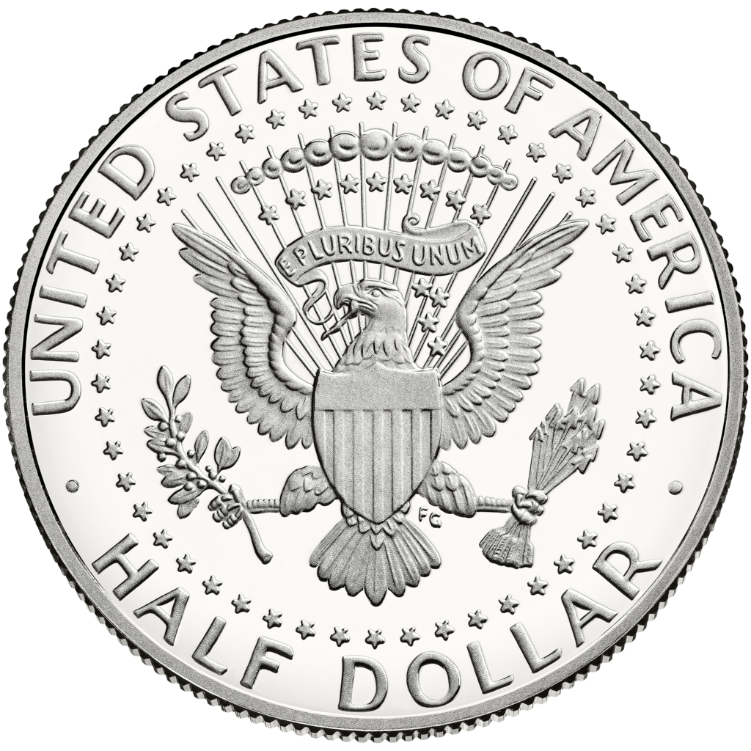 UNITED STATES OF AMERICA
E PLURIBUS UNUM
FG
HALF DOLLAR